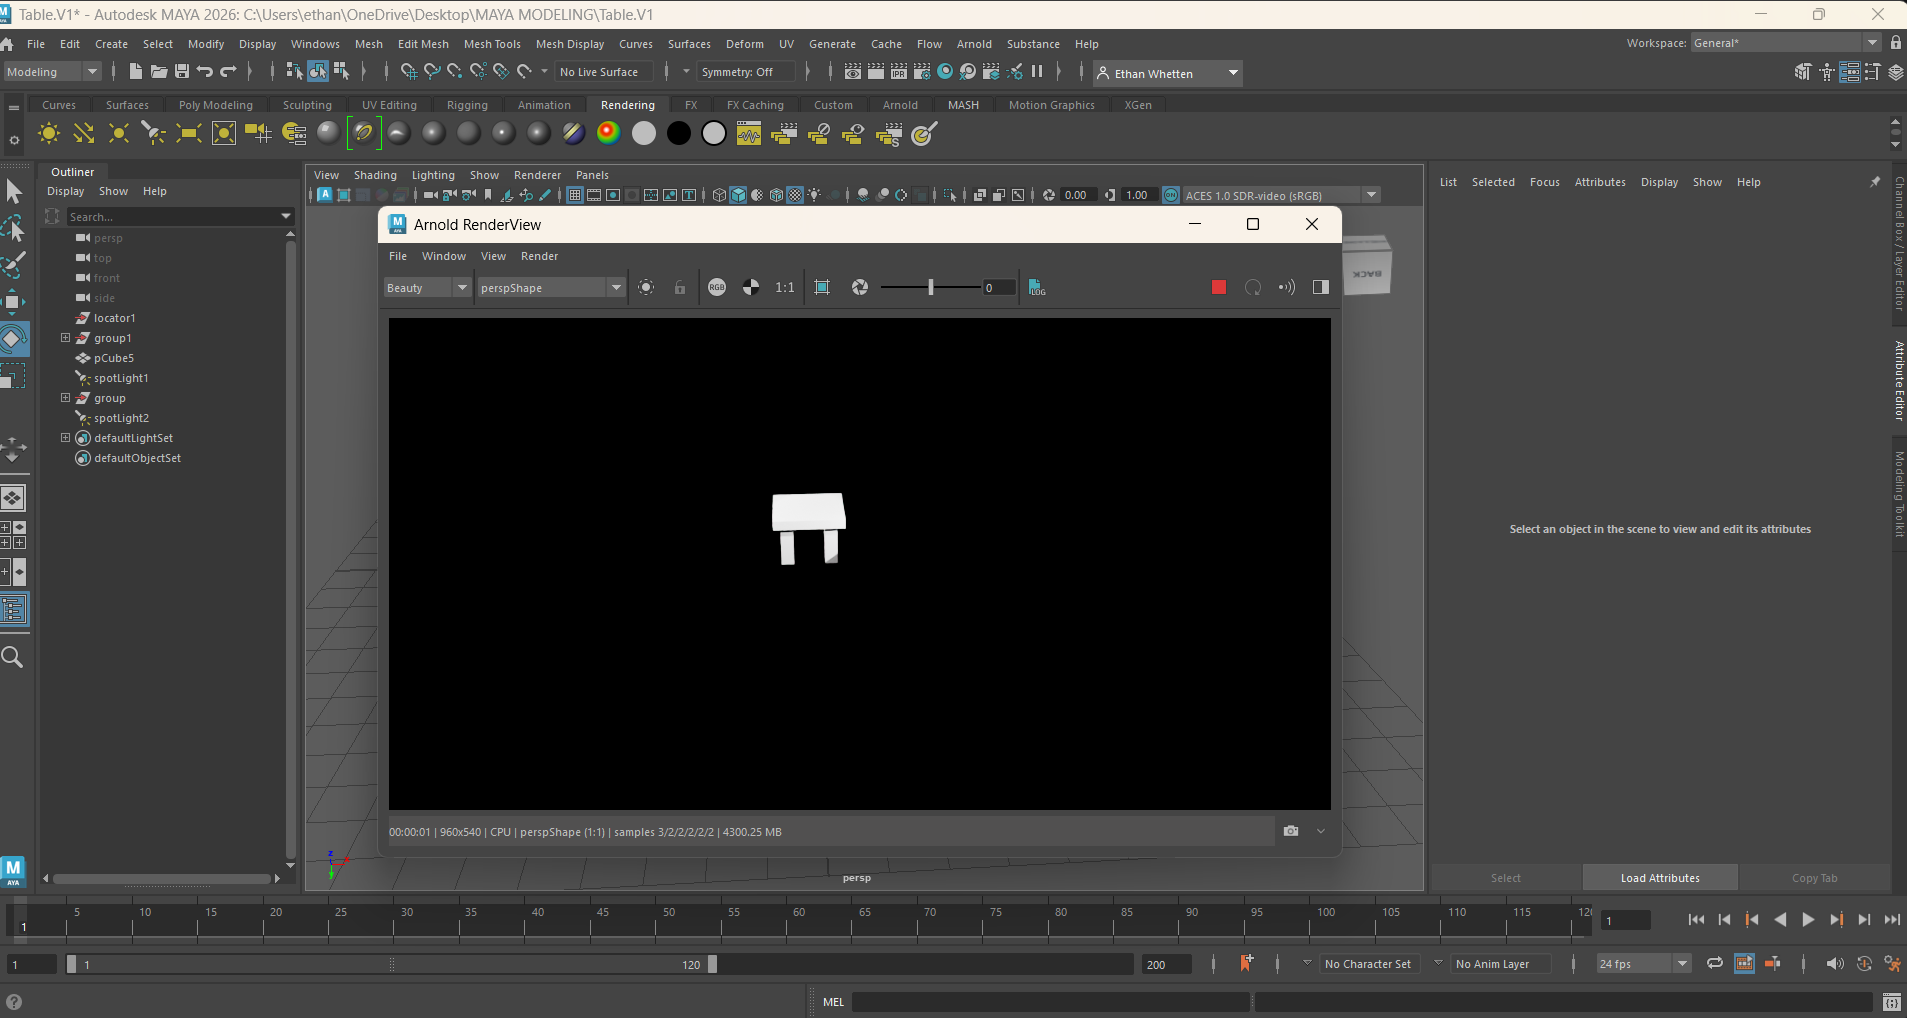 Table.V1* - Autodesk MAYA 2026: C:\Users\ethan\OneDrive\Desktop\MAYA MODELING\Table.V1
File Edit Create Select Modify Display Windows Mesh Edit Mesh Mesh Tools Mesh Display Curves Surfaces Deform UV Generate Cache Flow Arnold Substance Help
Workspace: General*
Modeling No Live Surface Symmetry: Off IPR Ethan Whetten
Curves Surfaces Poly Modeling Sculpting UV Editing Rigging Animation Rendering FX FX Caching Custom Arnold MASH Motion Graphics XGen
Outliner
Display Show Help
Search...
persp
top
front
side
locator1
group1
pCube5
spotLight1
group
spotLight2
defaultLightSet
defaultObjectSet
View Shading Lighting Show Renderer Panels
0.00 1.00 ON ACES 1.0 SDR-video (sRGB)
M AYA Arnold RenderView
File Window View Render
Beauty perspShape RGB 1:1 0 LOG
00:00:01 | 960x540 | CPU | perspShape (1:1) | samples 3/2/2/2/2/2 | 4300.25 MB
BACK
z
y
persp
List Selected Focus Attributes Display Show Help
Select an object in the scene to view and edit its attributes
Select Load Attributes Copy Tab
Channel Box / Layer Editor
Attribute Editor
Modeling Toolkit
M
AYA
5 10 15 20 25 30 35 40 45 50 55 60 65 70 75 80 85 90 95 100 105 110 115 12
1 1
1 1 120 200 No Character Set No Anim Layer 24 fps
MEL